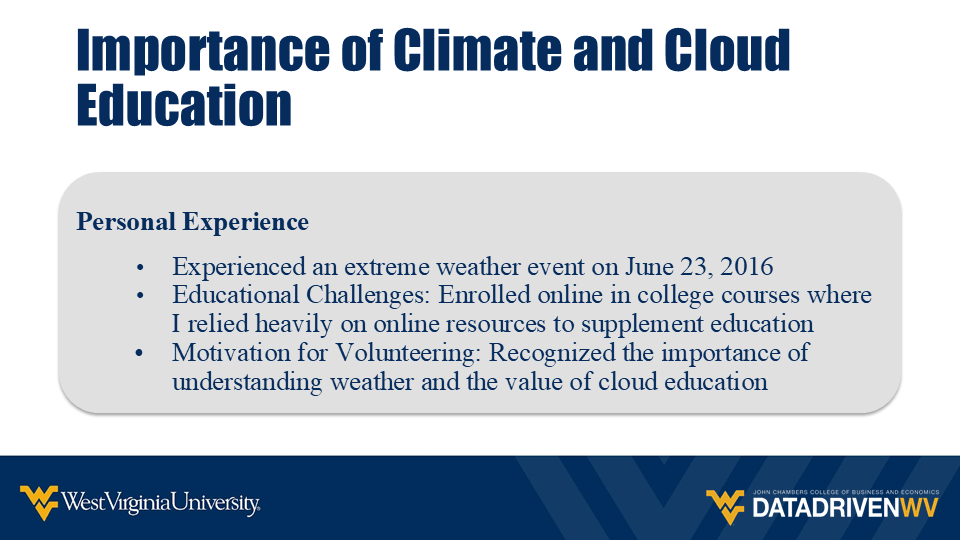 Importance of Climate and Cloud
Education
Personal Experience
• Experienced an extreme weather event on June 23, 2016
• Educational Challenges: Enrolled online in college courses where
I relied heavily on online resources to supplement education
• Motivation for Volunteering: Recognized the importance of
understanding weather and the value of cloud education
WestVirginiaUniversity.
JOHN CHAMBERS COLLEGE OF BUSINESS AND ECONOMICS
DATADRIVENWV